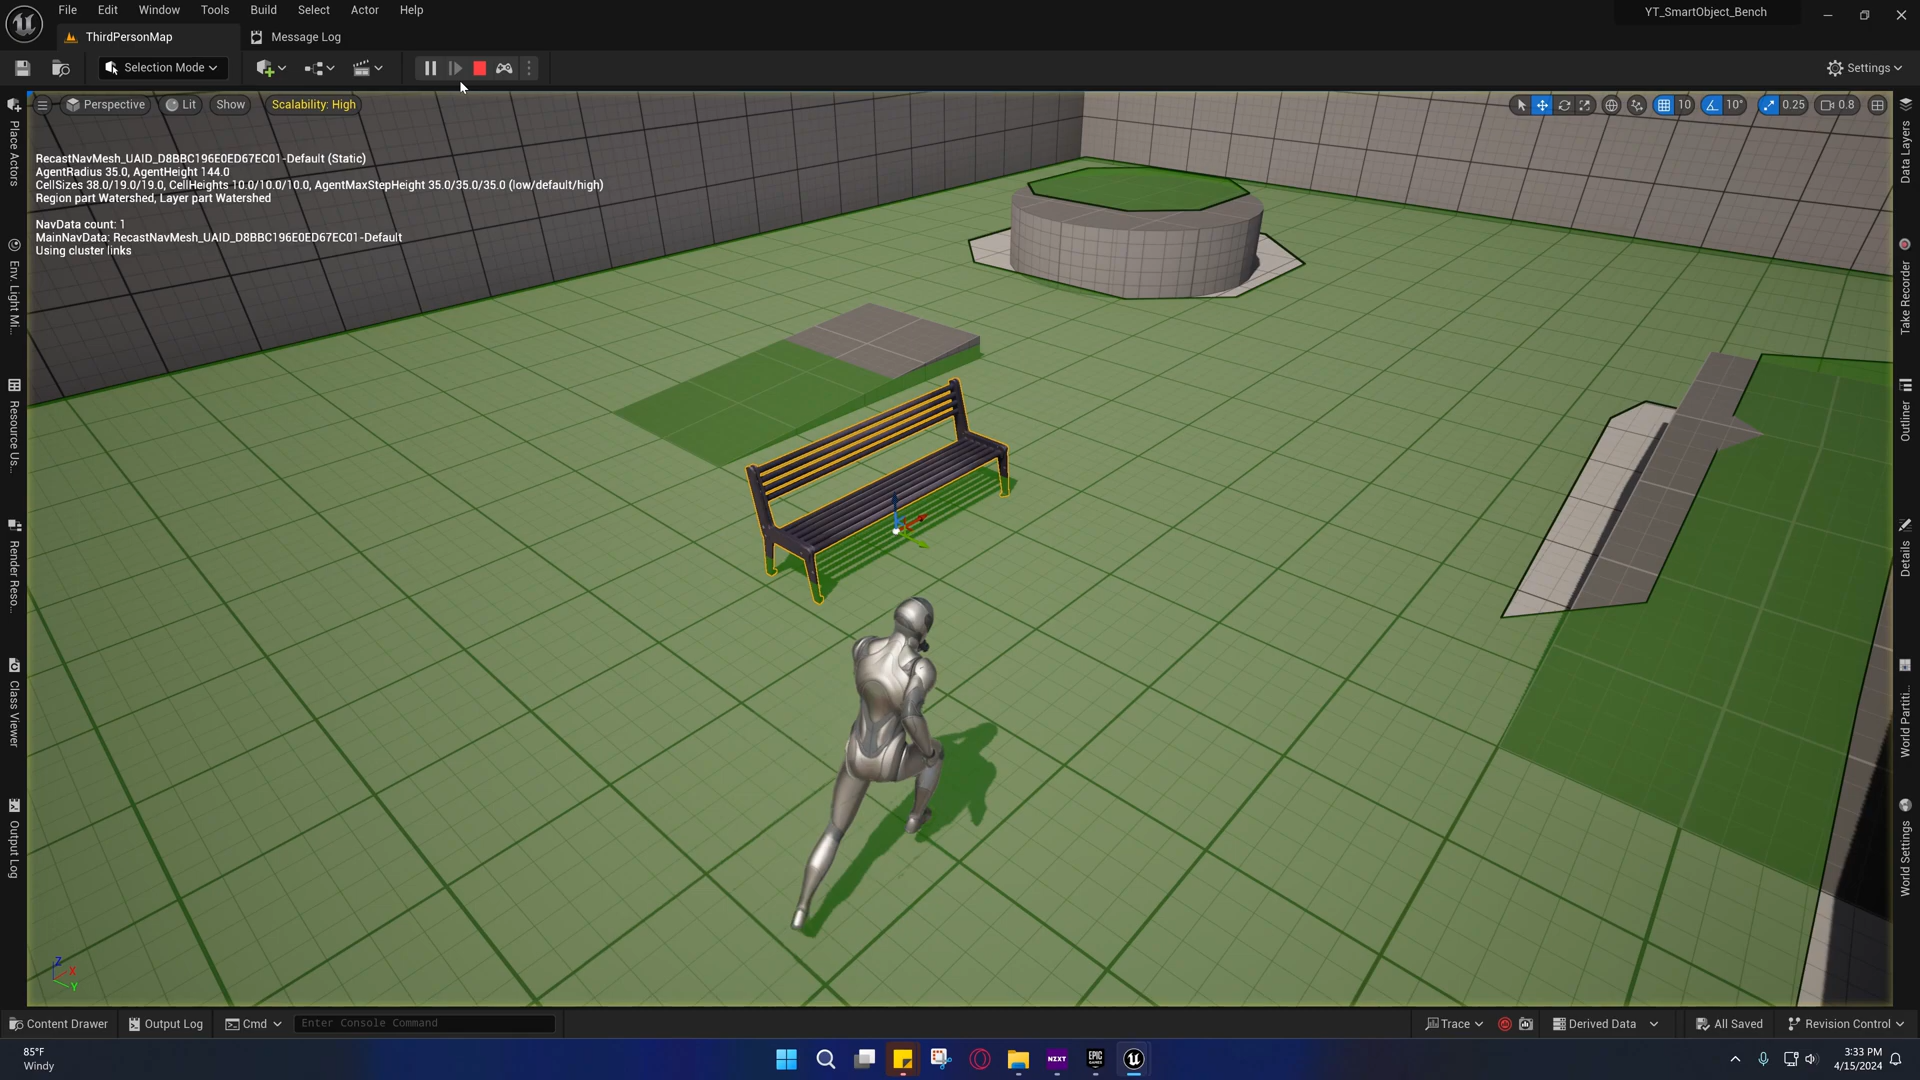 File Edit Window Tools Build Select Actor Help
YT_SmartObject_Bench
ThirdPersonMap
Message Log
Selection Mode
Settings
Perspective Lit Show Scalability: High
10 10° 0.25 0.8
RecastNavMesh_UAID_D8BBC196E0ED67EC01-Default (Static)
AgentRadius 35.0, AgentHeight 144.0
CellSizes 38.0/19.0/19.0, CellHeights 10.0/10.0/10.0, AgentMaxStepHeight 35.0/35.0/35.0 (low/default/high)
Region part Watershed, Layer part Watershed
NavData count: 1
MainNavData: RecastNavMesh_UAID_D8BBC196E0ED67EC01-Default
Using cluster links
Place Actors
Env. Light Mi...
Resource Us...
Render Reso...
Class Viewer
Output Log
Data Layers
Take Recorder
Outliner
Details
World Partiti...
World Settings
Z
X
Y
Content Drawer Output Log Cmd Enter Console Command
Trace Derived Data All Saved Revision Control
85°F
Windy
NZXT
EPIC
GAMES
3:33 PM
4/15/2024